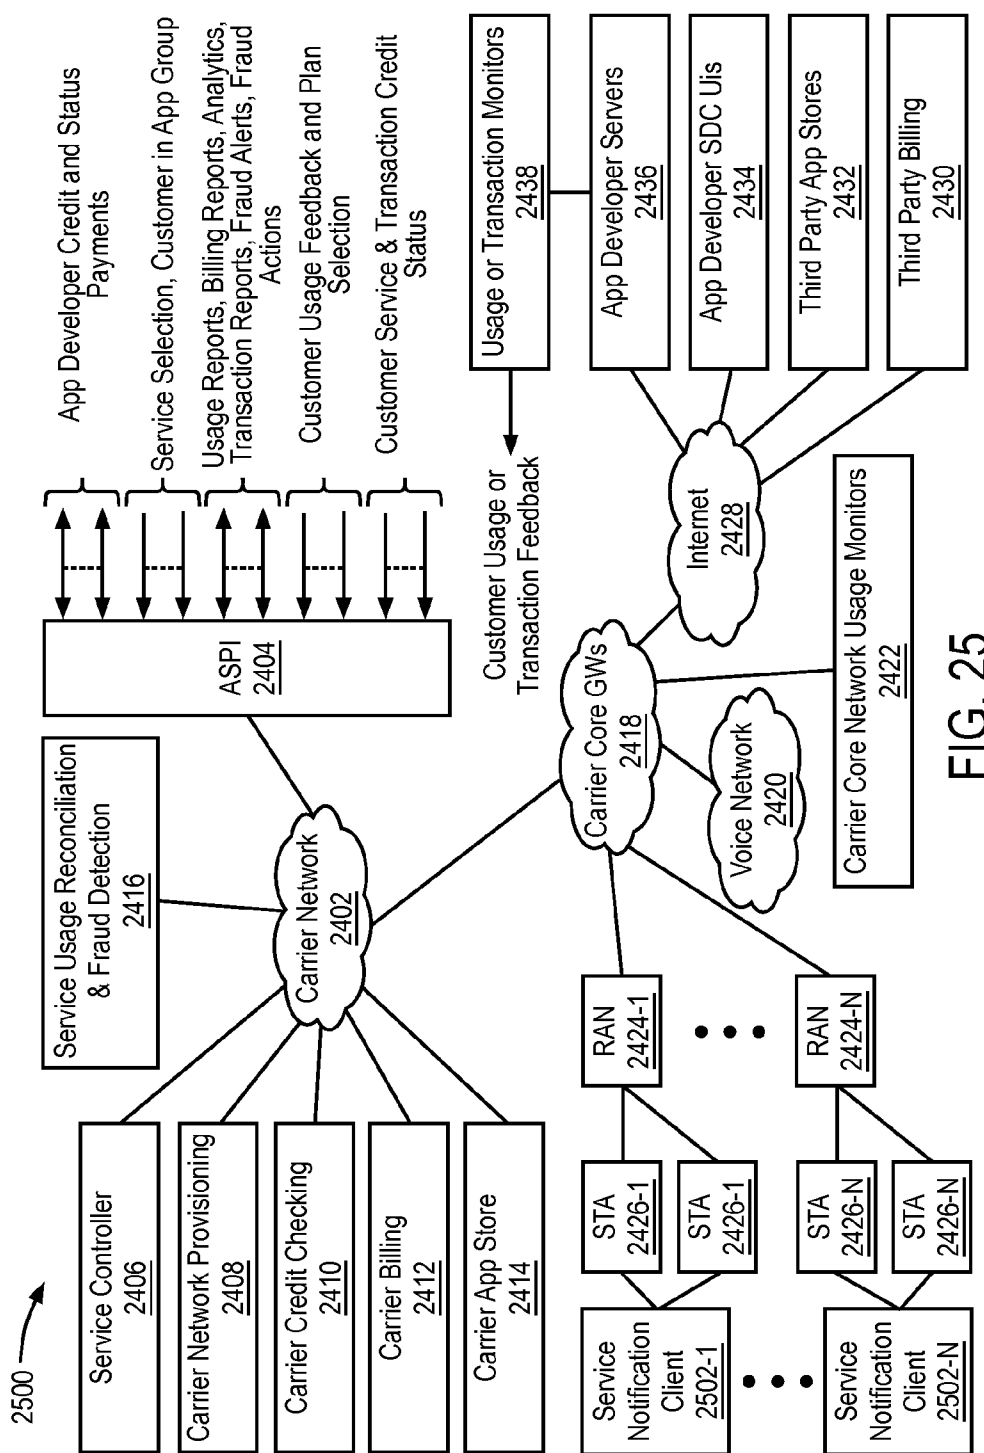 2500
Service Controller
2406
Carrier Network Provisioning
2408
Carrier Credit Checking
2410
Carrier Billing
2412
Carrier App Store
2414
Service Usage Reconciliation
& Fraud Detection
2416
Carrier Network
2402
ASPI
2404
App Developer Credit and Status
Payments
Service Selection, Customer in App Group
Usage Reports, Billing Reports, Analytics,
Transaction Reports, Fraud Alerts, Fraud
Actions
Customer Usage Feedback and Plan
Selection
Customer Service & Transaction Credit
Status
Customer Usage or
Transaction Feedback
Usage or Transaction Monitors
2438
App Developer Servers
2436
App Developer SDC Uis
2434
Third Party App Stores
2432
Third Party Billing
2430
Internet
2428
Carrier Core GWs
2418
Voice Network
2420
Carrier Core Network Usage Monitors
2422
RAN
2424-1
RAN
2424-N
STA
2426-1
STA
2426-1
STA
2426-N
STA
2426-N
Service
Notification
Client
2502-1
Service
Notification
Client
2502-N
FIG. 25